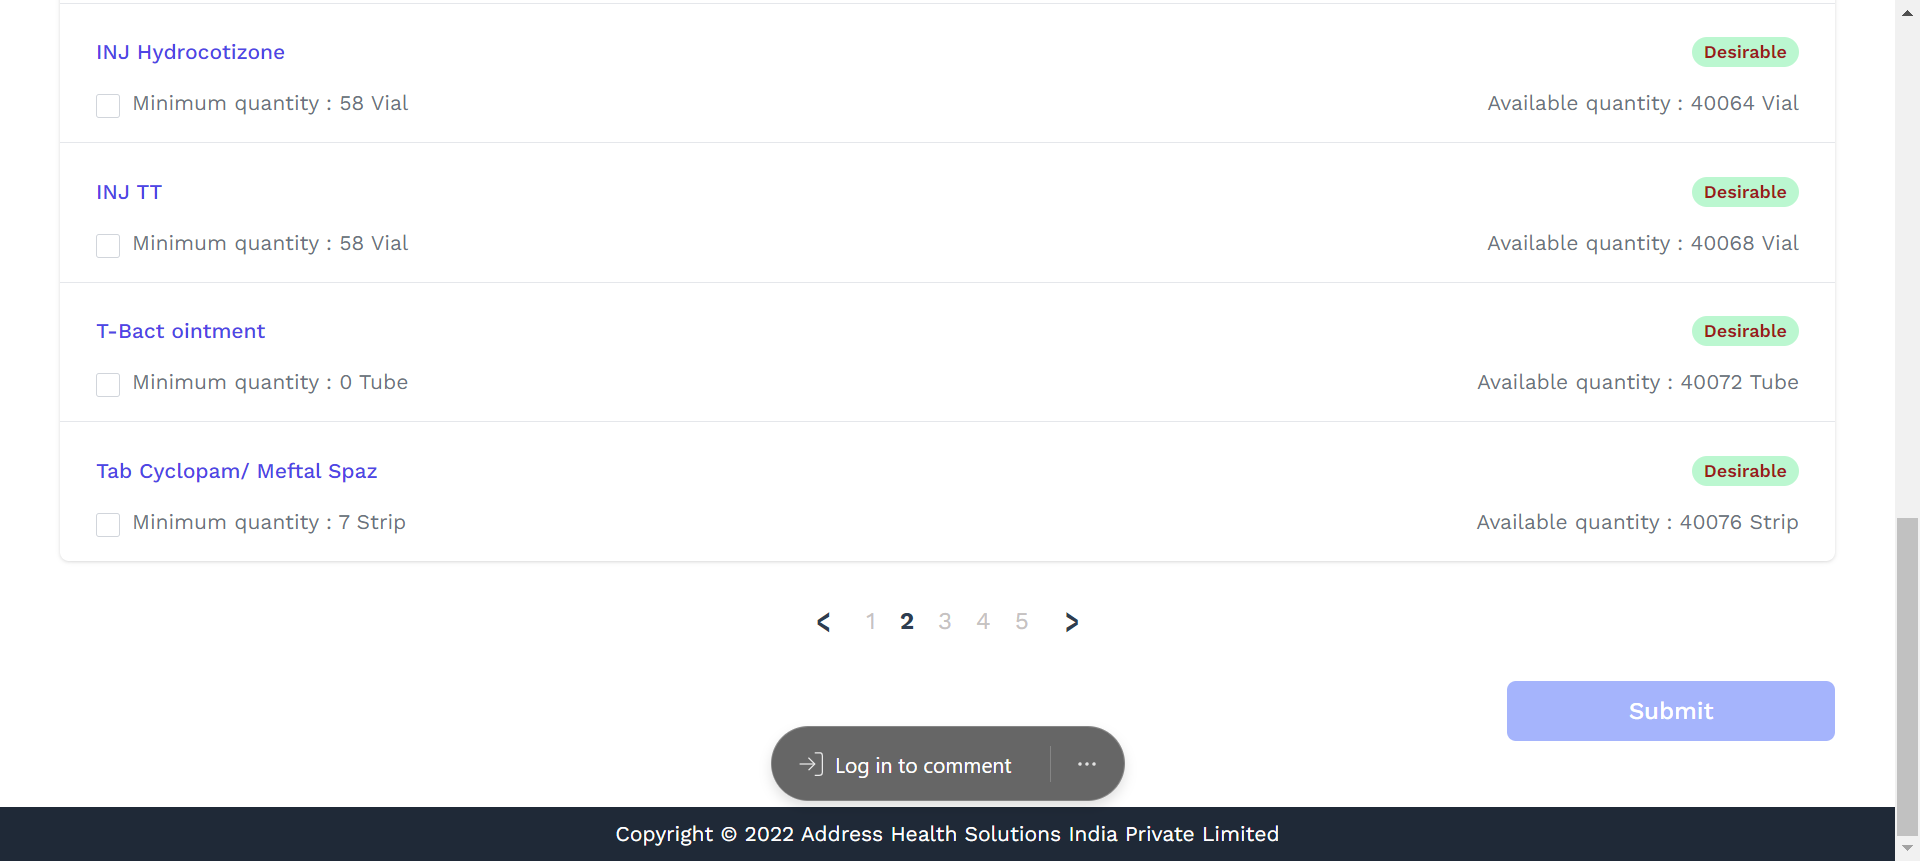 INJ Hydrocotizone Desirable
Minimum quantity : 58 Vial Available quantity : 40064 Vial
INJ TT Desirable
Minimum quantity : 58 Vial Available quantity : 40068 Vial
T-Bact ointment Desirable
Minimum quantity : 0 Tube Available quantity : 40072 Tube
Tab Cyclopam/ Meftal Spaz Desirable
Minimum quantity : 7 Strip Available quantity : 40076 Strip
< 1 2 3 4 5 >
Submit
Log in to comment
Copyright © 2022 Address Health Solutions India Private Limited